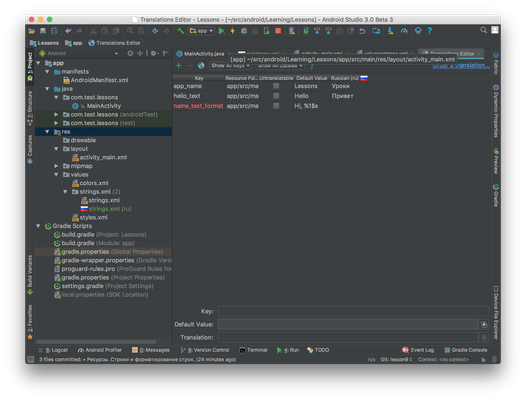 Translations Editor - Lessons - [~/src/android/Learning/Lessons] - Android Studio 3.0 Beta 3
app
Lessons app Translations Editor
Android
MainActivity.java
Translations Editor
[app] ~/src/android/Learning/Lessons/app/src/main/res/layout/activity_main.xml
Show All Keys Show All Locales
Order a translation...
1: Project
7: Structure
Captures
Build Variants
2: Favorites
app
manifests
AndroidManifest.xml
java
com.test.lessons
MainActivity
com.test.lessons (androidTest)
com.test.lessons (test)
res
drawable
layout
activity_main.xml
mipmap
values
colors.xml
strings.xml (2)
strings.xml
strings.xml (ru)
styles.xml
Gradle Scripts
build.gradle (Project: Lessons)
build.gradle (Module: app)
gradle.properties (Global Properties)
gradle-wrapper.properties (Gradle Version
proguard-rules.pro (ProGuard Rules for
gradle.properties (Project Properties)
settings.gradle (Project Settings)
local.properties (SDK Location)
Key Resource Fol... Untranslatable Default Value Russian (ru)
app_name app/src/ma Lessons Уроки
hello_text app/src/ma Hello Привет
name_text_format app/src/ma Hi, %1$s
Key:
Default Value:
Translation:
Fabric
Dynamic Properties
Preview
Gradle
Device File Explorer
6: Logcat Android Profiler 0: Messages 9: Version Control Terminal 4: Run TODO Event Log Gradle Console
3 files committed: • Ресурсы. Строки и форматирование строк. (24 minutes ago) n/a Git: lesson9 Context: <no context>